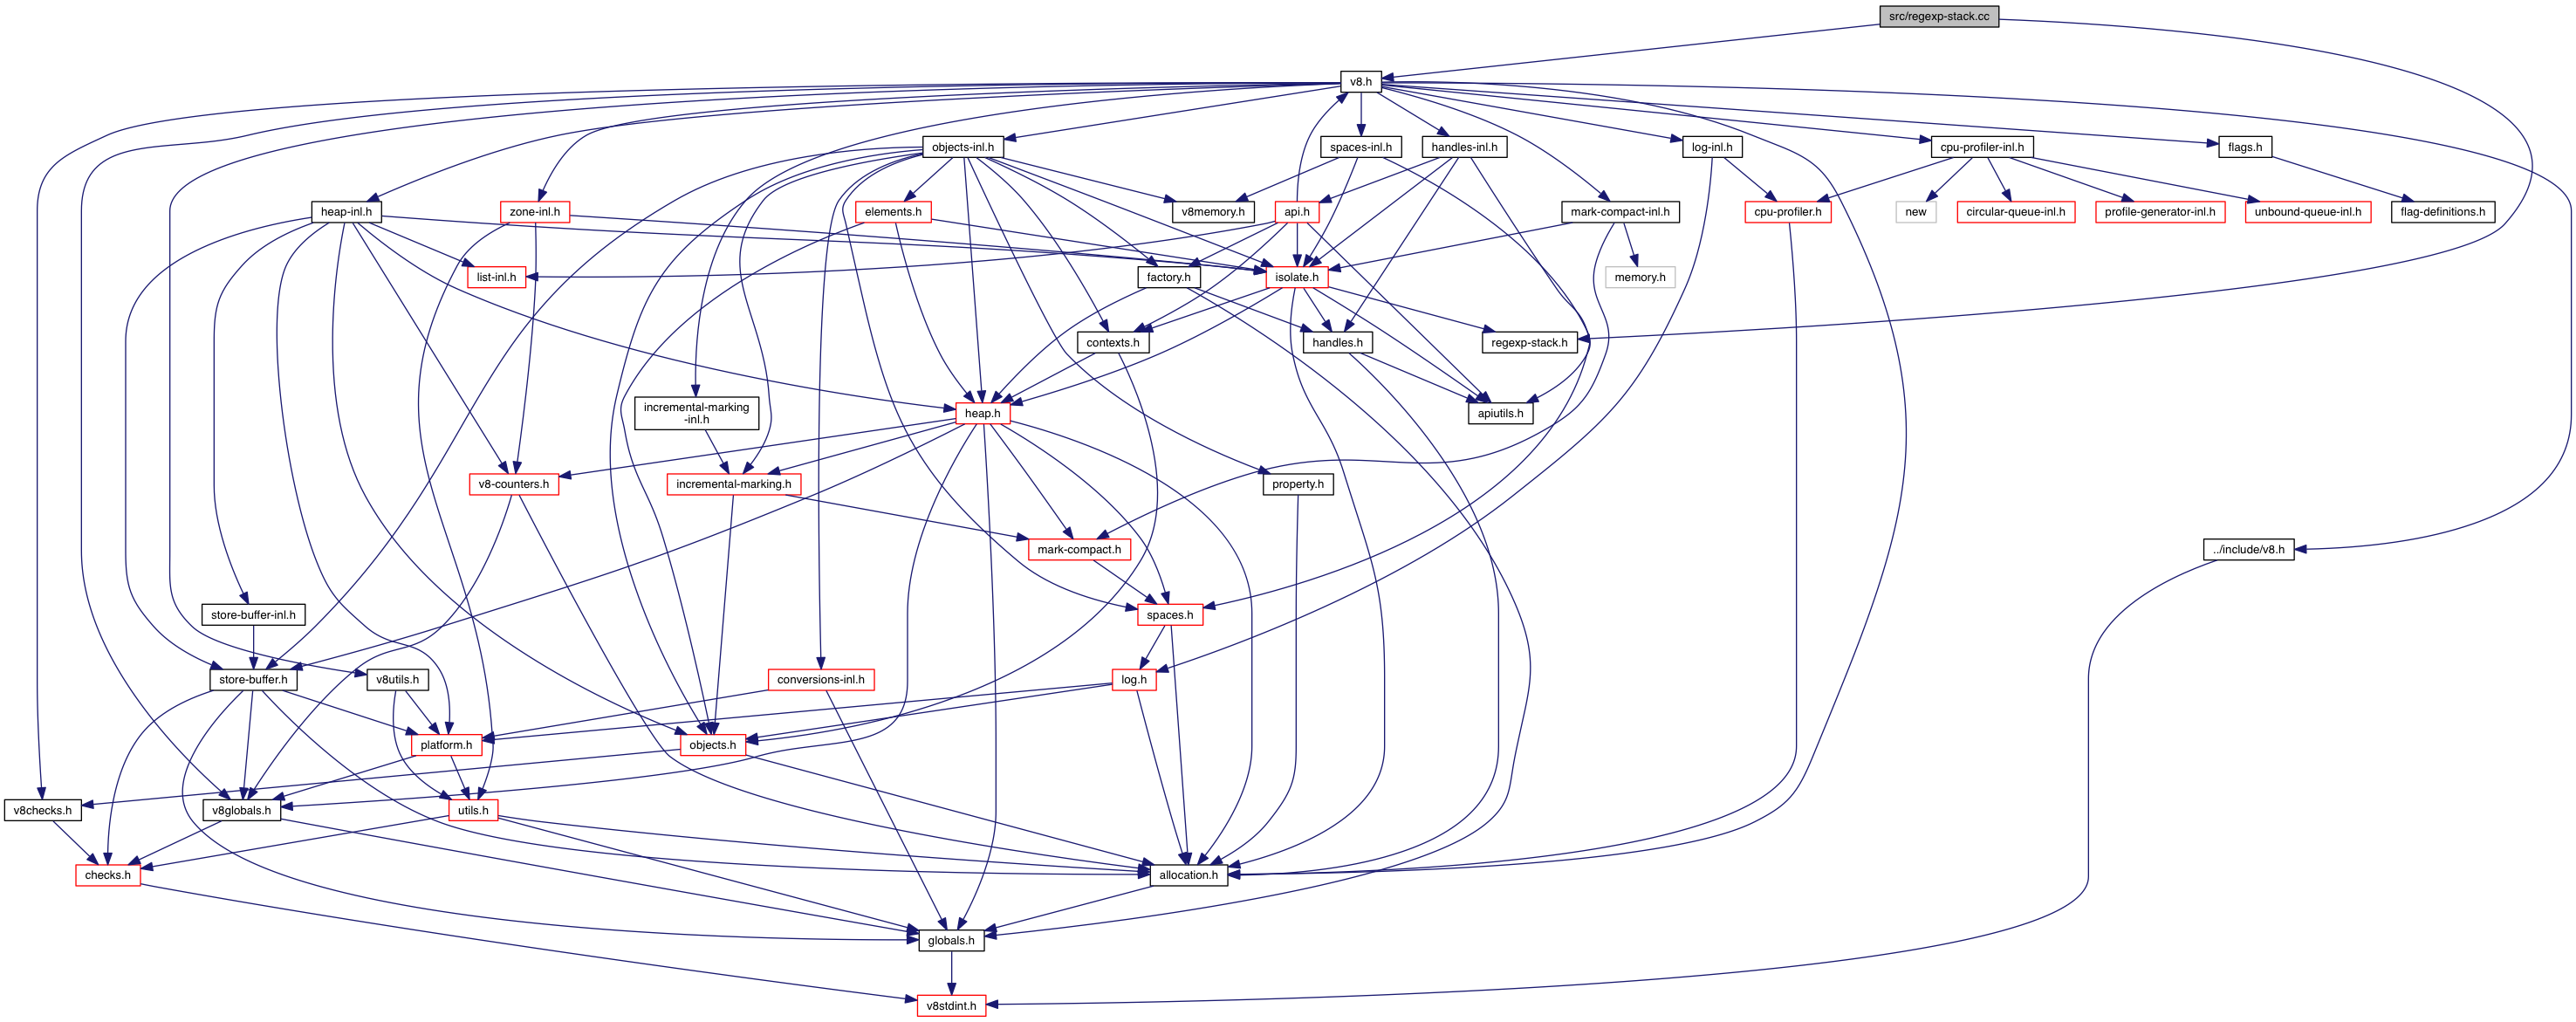 src/regexp-stack.cc
v8.h
objects-inl.h
spaces-inl.h
handles-inl.h
log-inl.h
cpu-profiler-inl.h
flags.h
heap-inl.h
zone-inl.h
elements.h
v8memory.h
api.h
mark-compact-inl.h
cpu-profiler.h
new
circular-queue-inl.h
profile-generator-inl.h
unbound-queue-inl.h
flag-definitions.h
list-inl.h
factory.h
isolate.h
memory.h
contexts.h
handles.h
regexp-stack.h
incremental-marking
-inl.h
heap.h
apiutils.h
v8-counters.h
incremental-marking.h
property.h
mark-compact.h
../include/v8.h
store-buffer-inl.h
spaces.h
store-buffer.h
v8utils.h
conversions-inl.h
log.h
platform.h
objects.h
v8checks.h
v8globals.h
utils.h
checks.h
allocation.h
globals.h
v8stdint.h